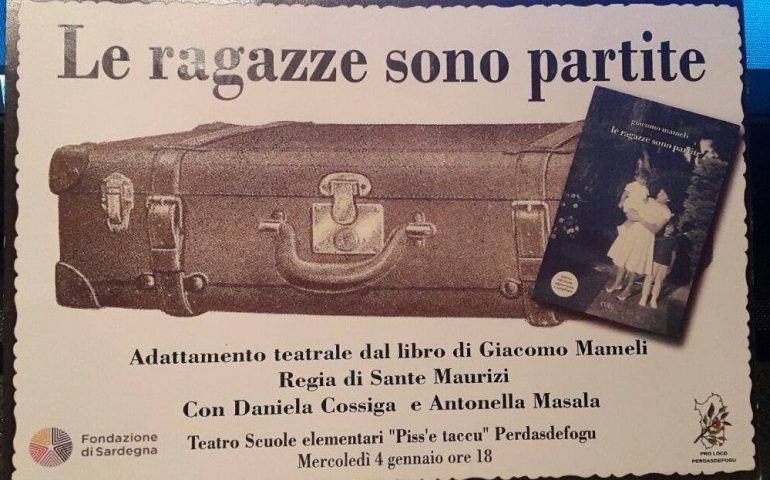 Le ragazze sono partite
giacomo mameli
le ragazze sono partite
cuec
Adattamento teatrale dal libro di Giacomo Mameli
Regia di Sante Maurizi
Con Daniela Cossiga e Antonella Masala
Teatro Scuole elementari "Piss'e taccu" Perdasdefogu
Mercoledì 4 gennaio ore 18
Fondazione
di Sardegna
PRO LOCO
PERDASDEFOGU